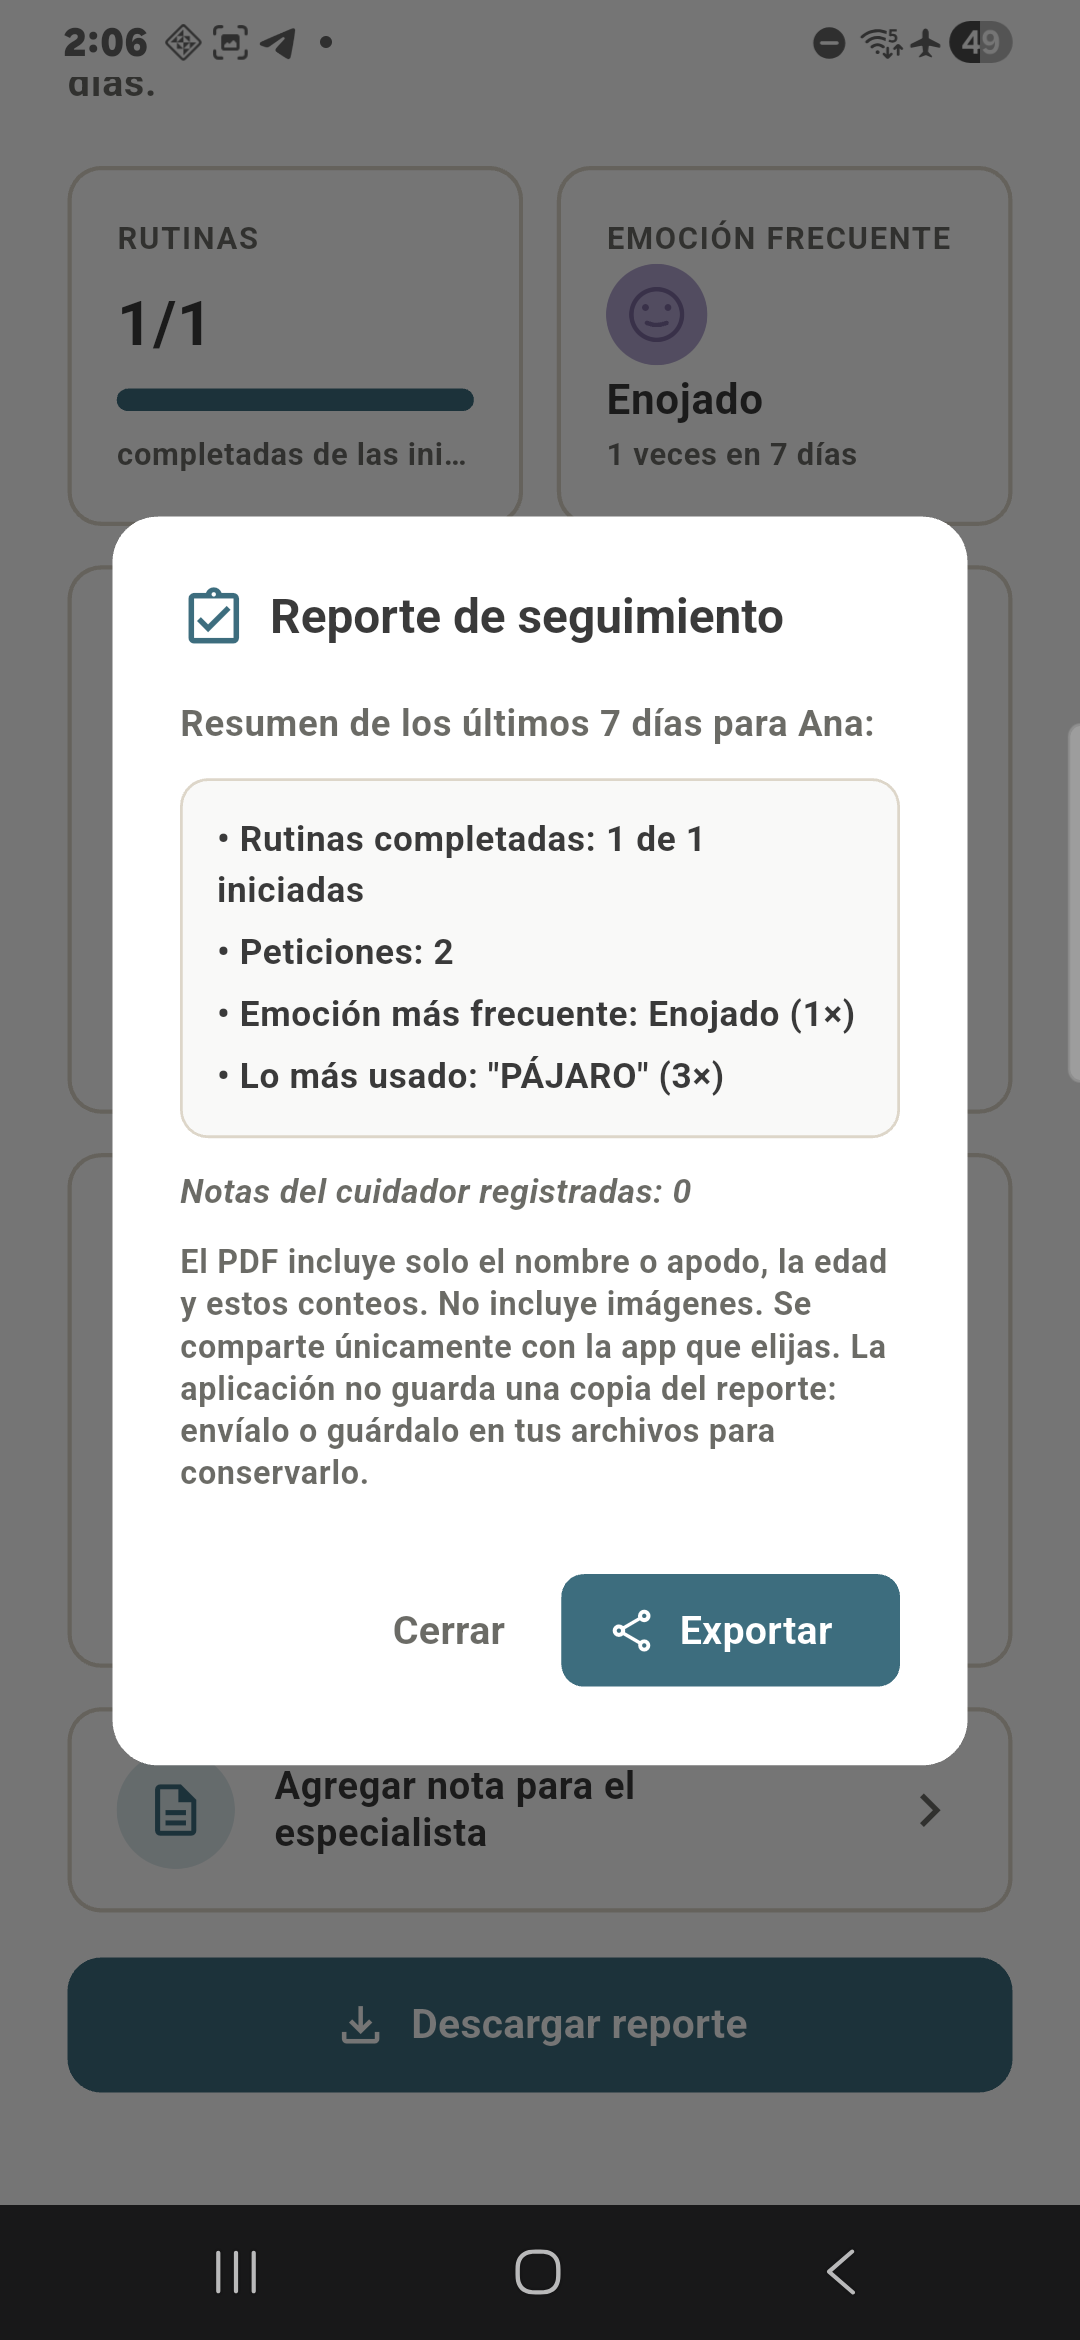 2:06
5
49
días.
RUTINAS
EMOCIÓN FRECUENTE
1/1
Enojado
completadas de las ini...
1 veces en 7 días
Reporte de seguimiento
Resumen de los últimos 7 días para Ana:
• Rutinas completadas: 1 de 1
iniciadas
• Peticiones: 2
• Emoción más frecuente: Enojado (1×)
• Lo más usado: "PÁJARO" (3×)
Notas del cuidador registradas: 0
El PDF incluye solo el nombre o apodo, la edad
y estos conteos. No incluye imágenes. Se
comparte únicamente con la app que elijas. La
aplicación no guarda una copia del reporte:
envíalo o guárdalo en tus archivos para
conservarlo.
Cerrar
Exportar
Agregar nota para el
especialista
Descargar reporte